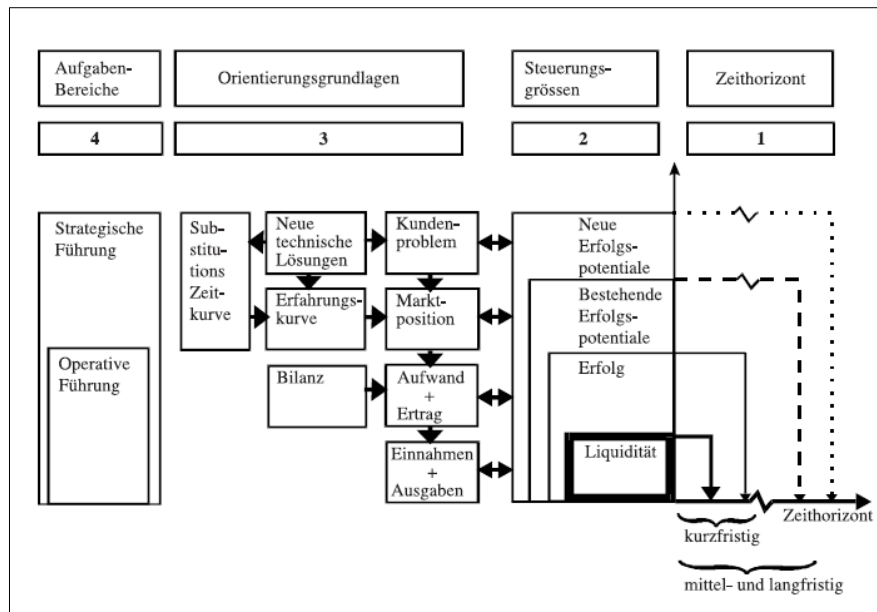 Aufgaben-
Bereiche
Orientierungsgrundlagen
Steuerungs-
grössen
Zeithorizont
4
3
2
1
Strategische
Führung
Operative
Führung
Sub-
stitu-
tions
Zeit-
kurve
Neue
technische
Lösungen
Kunden-
problem
Erfahrungs-
kurve
Markt-
position
Bilanz
Aufwand
+
Ertrag
Einnahmen
+
Ausgaben
Neue
Erfolgs-
potentiale
Bestehende
Erfolgs-
potentiale
Erfolg
Liquidität
Zeithorizont
kurzfristig
mittel- und langfristig